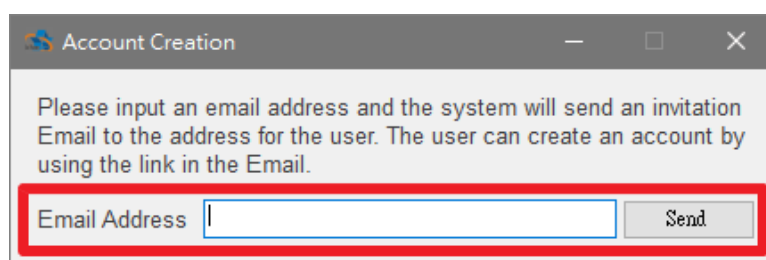 Account Creation
Please input an email address and the system will send an invitation
Email to the address for the user. The user can create an account by
using the link in the Email.
Email Address Send